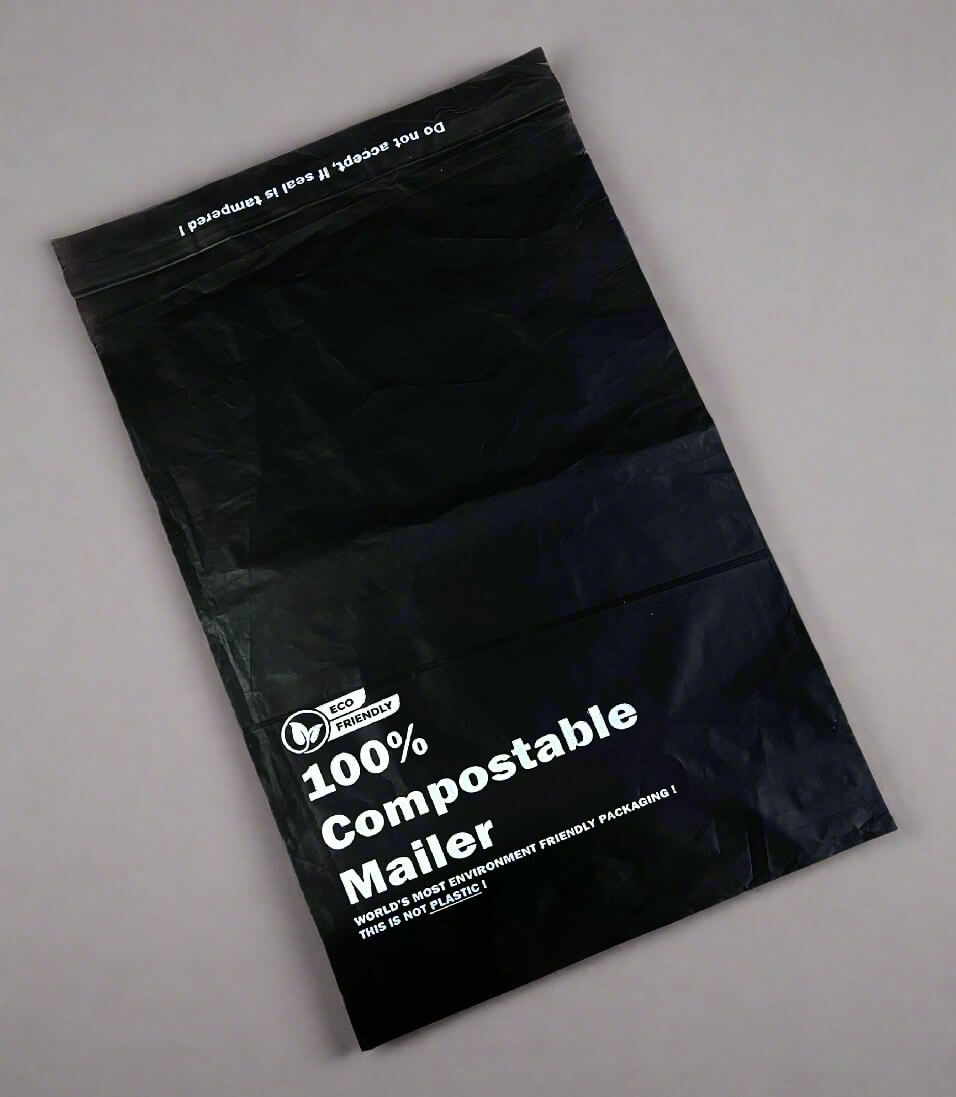 Do not accept, If seal is tampered !
ECO
FRIENDLY
100%
Compostable
Mailer
WORLD'S MOST ENVIRONMENT FRIENDLY PACKAGING !
THIS IS NOT PLASTIC !